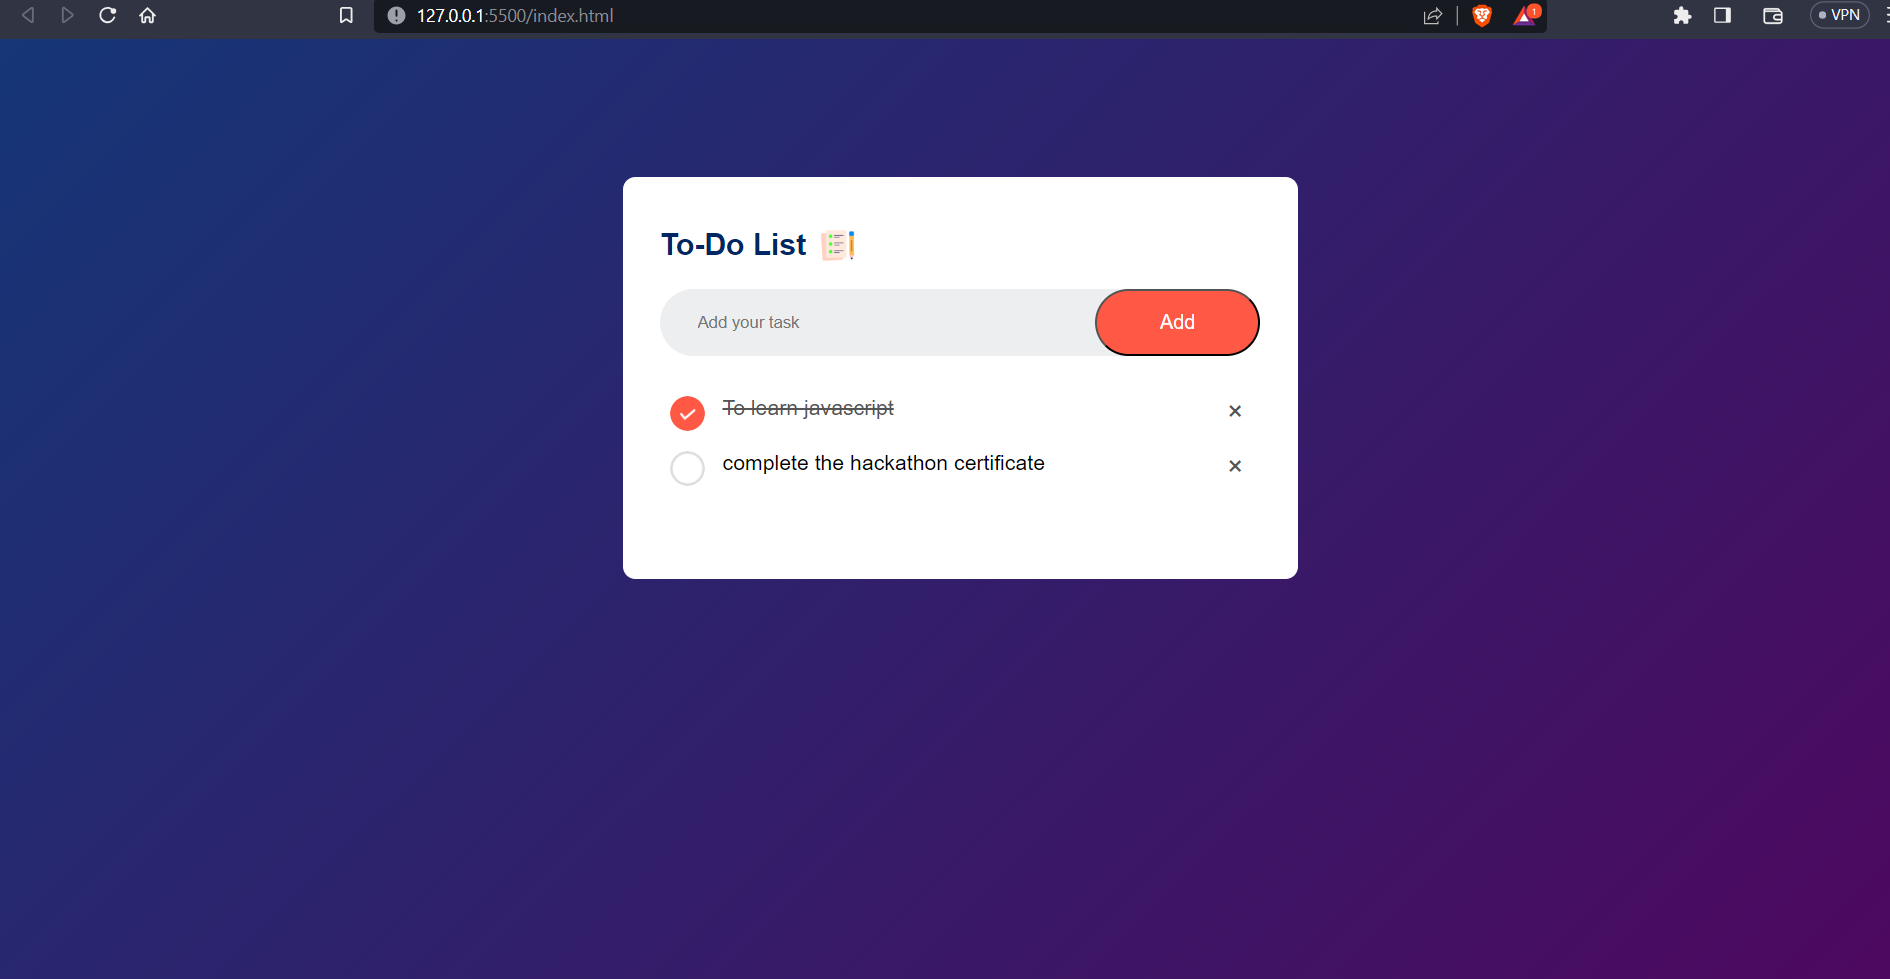 127.0.0.1:5500/index.html
1
VPN
To-Do List
Add your task
Add
To learn javascript
complete the hackathon certificate